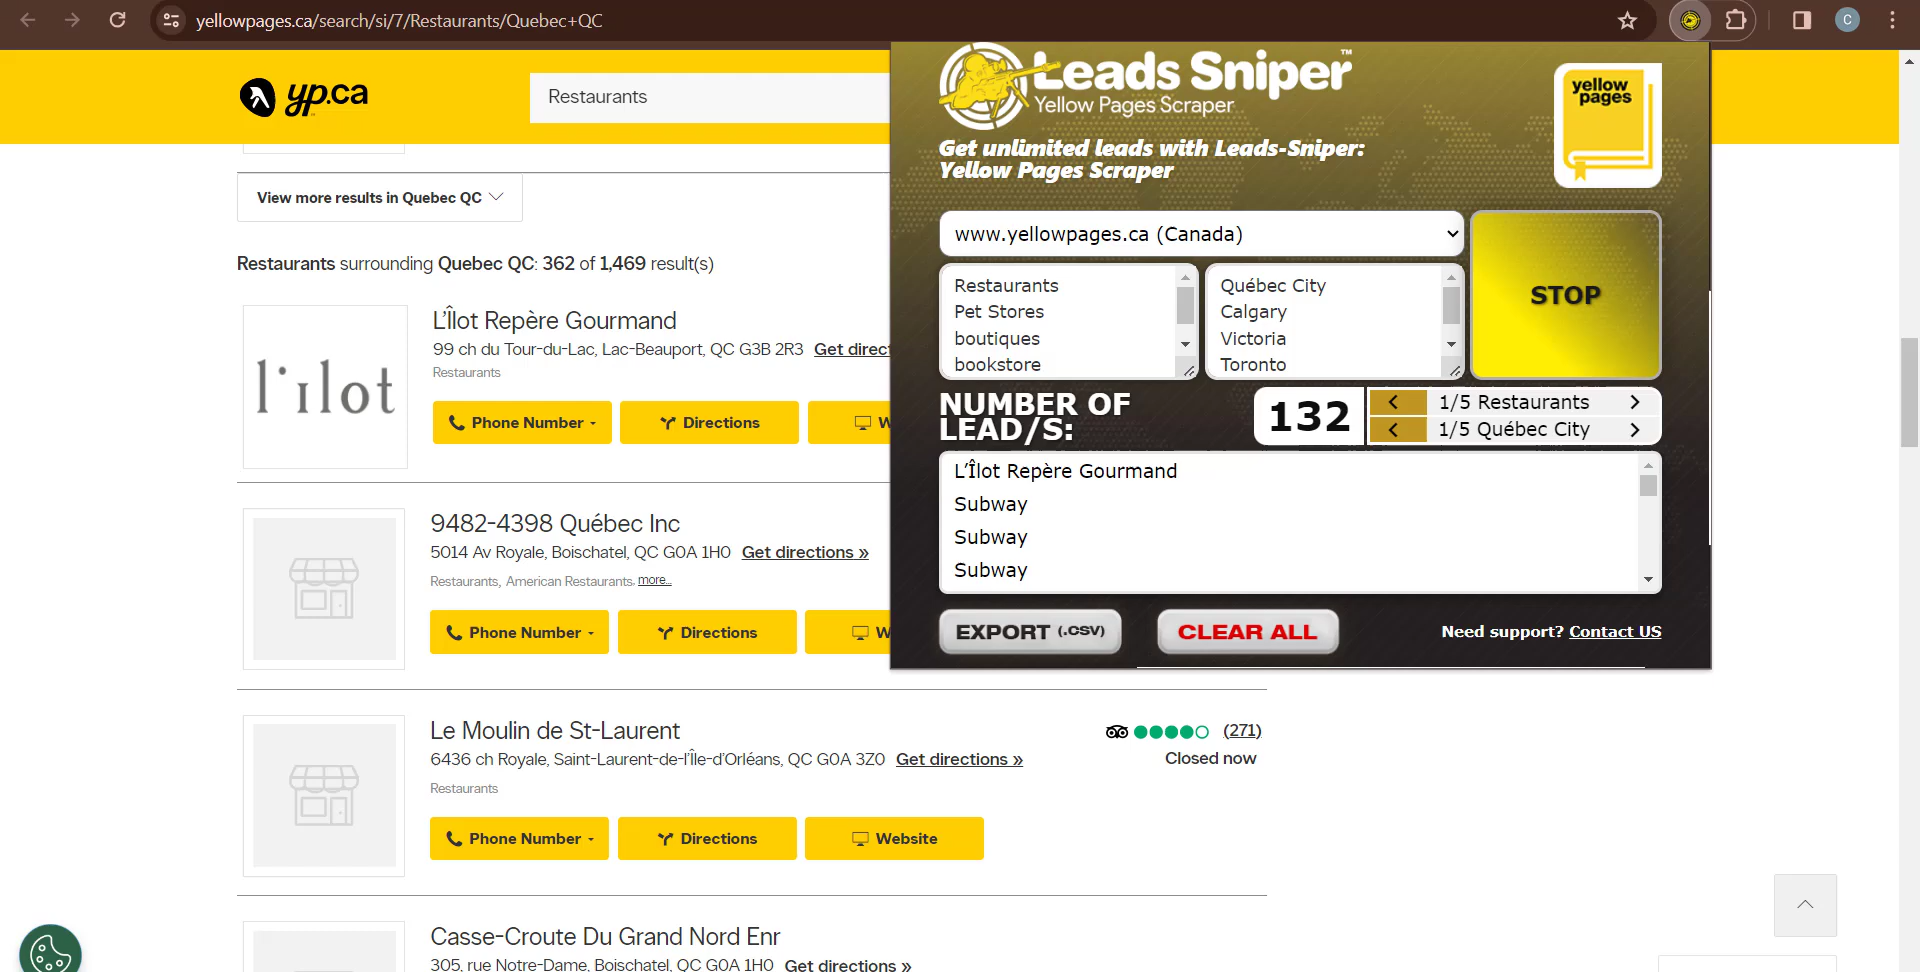 yellowpages.ca/search/si/7/Restaurants/Quebec+QC
C
yp.ca
Restaurants
View more results in Quebec QC
Restaurants surrounding Quebec QC: 362 of 1,469 result(s)
l'ilot
L'Îlot Repère Gourmand
99 ch du Tour-du-Lac, Lac-Beauport, QC G3B 2R3 Get direct
Restaurants
Phone Number
Directions
W
9482-4398 Québec Inc
5014 Av Royale, Boischatel, QC G0A 1H0 Get directions »
Restaurants, American Restaurants, more...
Phone Number
Directions
W
Le Moulin de St-Laurent
(271)
6436 ch Royale, Saint-Laurent-de-l'Île-d'Orléans, QC G0A 3Z0 Get directions »
Closed now
Restaurants
Phone Number
Directions
Website
Casse-Croute Du Grand Nord Enr
305, rue Notre-Dame, Boischatel, QC G0A 1H0 Get directions »
Leads Sniper™
Yellow Pages Scraper
yellow
pages
Get unlimited leads with Leads-Sniper:
Yellow Pages Scraper
www.yellowpages.ca (Canada)
Restaurants
Pet Stores
boutiques
bookstore
Québec City
Calgary
Victoria
Toronto
STOP
NUMBER OF
LEAD/S:
132
1/5 Restaurants
1/5 Québec City
L'Îlot Repère Gourmand
Subway
Subway
Subway
EXPORT (.CSV)
CLEAR ALL
Need support? Contact US